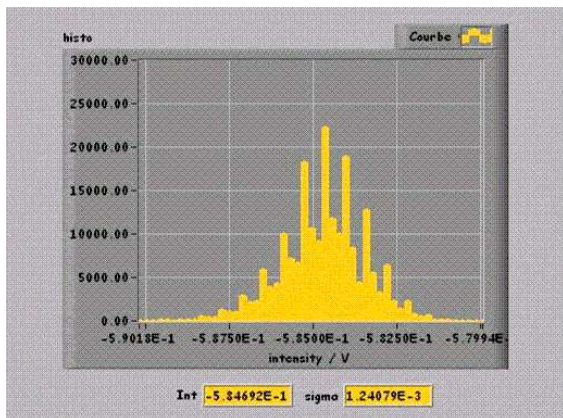 histo
Courbe
30000.00
25000.00
20000.00
15000.00
10000.00
5000.00
0.00
-5.9018E-1 -5.8750E-1 -5.8500E-1 -5.8250E-1 -5.7994E-
intensity / V
Int -5.84692E-1 sigma 1.24079E-3